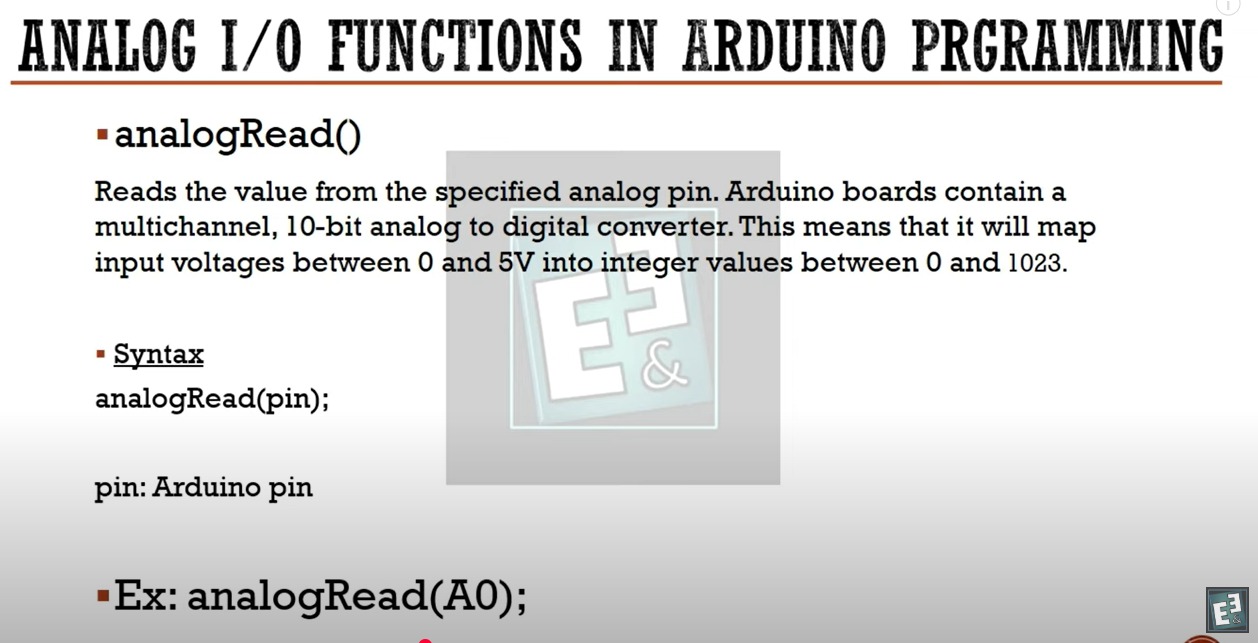 ANALOG I/O FUNCTIONS IN ARDUINO PRGRAMMING
▪ analogRead()
Reads the value from the specified analog pin. Arduino boards contain a
multichannel, 10-bit analog to digital converter. This means that it will map
input voltages between 0 and 5V into integer values between 0 and 1023.
▪ Syntax
analogRead(pin);
pin: Arduino pin
▪ Ex: analogRead(A0);
E&E
E&E